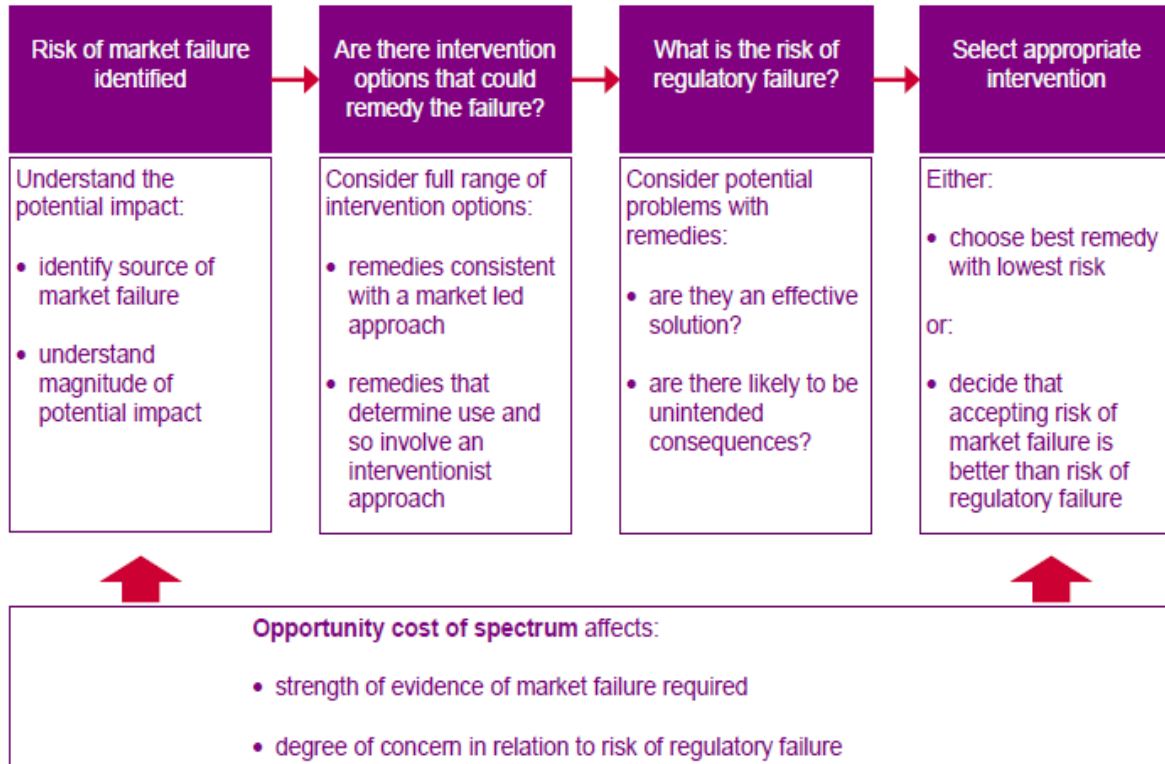 Risk of market failure
identified
Are there intervention
options that could
remedy the failure?
What is the risk of
regulatory failure?
Select appropriate
intervention
Understand the
potential impact:
• identify source of
market failure
• understand
magnitude of
potential impact
Consider full range of
intervention options:
• remedies consistent
with a market led
approach
• remedies that
determine use and
so involve an
interventionist
approach
Consider potential
problems with
remedies:
• are they an effective
solution?
• are there likely to be
unintended
consequences?
Either:
• choose best remedy
with lowest risk
or:
• decide that
accepting risk of
market failure is
better than risk of
regulatory failure
Opportunity cost of spectrum affects:
• strength of evidence of market failure required
• degree of concern in relation to risk of regulatory failure